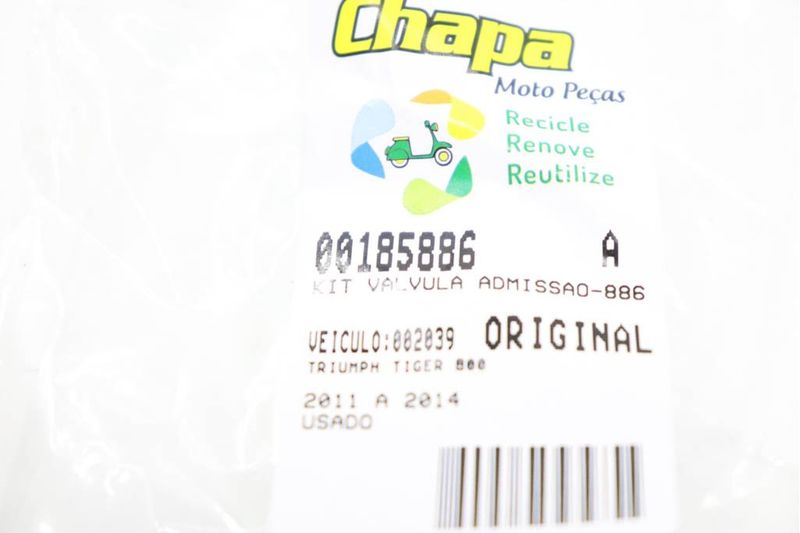 Chapa
Moto Peças
Recicle
Renove
Reutilize
00185886 A
KIT VALVULA ADMISSAO-886
VEICULO:002039 ORIGINAL
TRIUMPH TIGER 800
2011 A 2014
USADO